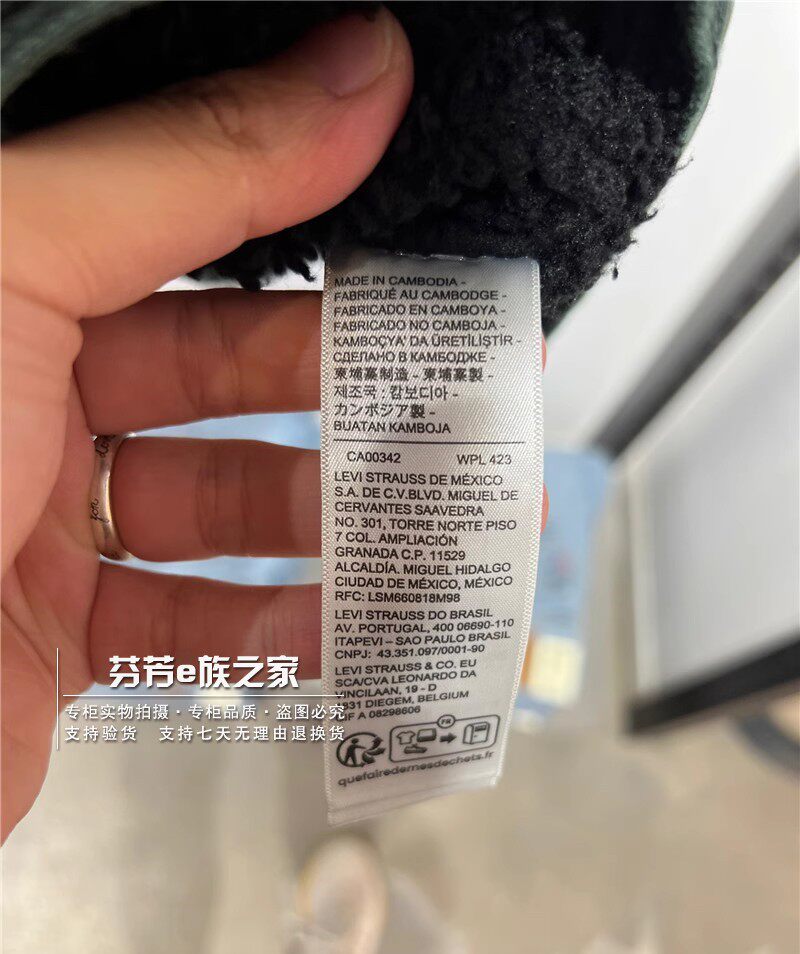 MADE IN CAMBODIA -
FABRIQUÉ AU CAMBODGE -
FABRICADO EN CAMBOYA -
FABRICADO NO CAMBOJA -
KAMBOÇYA' DA ÜRETİLİŞTİR -
СДЕЛАНО В КАМБОДЖЕ -
柬埔寨制造 - 柬埔寨製 -
제조국 : 캄보디아 -
カンボジア製 -
BUATAN KAMBOJA
CA00342 WPL 423
LEVI STRAUSS DE MÉXICO
S.A. DE C.V.BLVD. MIGUEL DE
CERVANTES SAAVEDRA
NO. 301, TORRE NORTE PISO
7 COL. AMPLIACIÓN
GRANADA C.P. 11529
ALCALDÍA. MIGUEL HIDALGO
CIUDAD DE MÉXICO, MÉXICO
RFC: LSM660818M98
LEVI STRAUSS DO BRASIL
AV. PORTUGAL, 400 06690-110
ITAPEVI – SAO PAULO BRASIL
CNPJ: 43.351.097/0001-90
LEVI STRAUSS & CO. EU
SCA/CVA LEONARDO DA
VINCILAAN, 19 - D
1931 DIEGEM, BELGIUM
A 08298606
FR
quefairedemesdechets.fr
芬芳e族之家
专柜实物拍摄·专柜品质·盗图必究
支持验货 支持七天无理由退换货
for